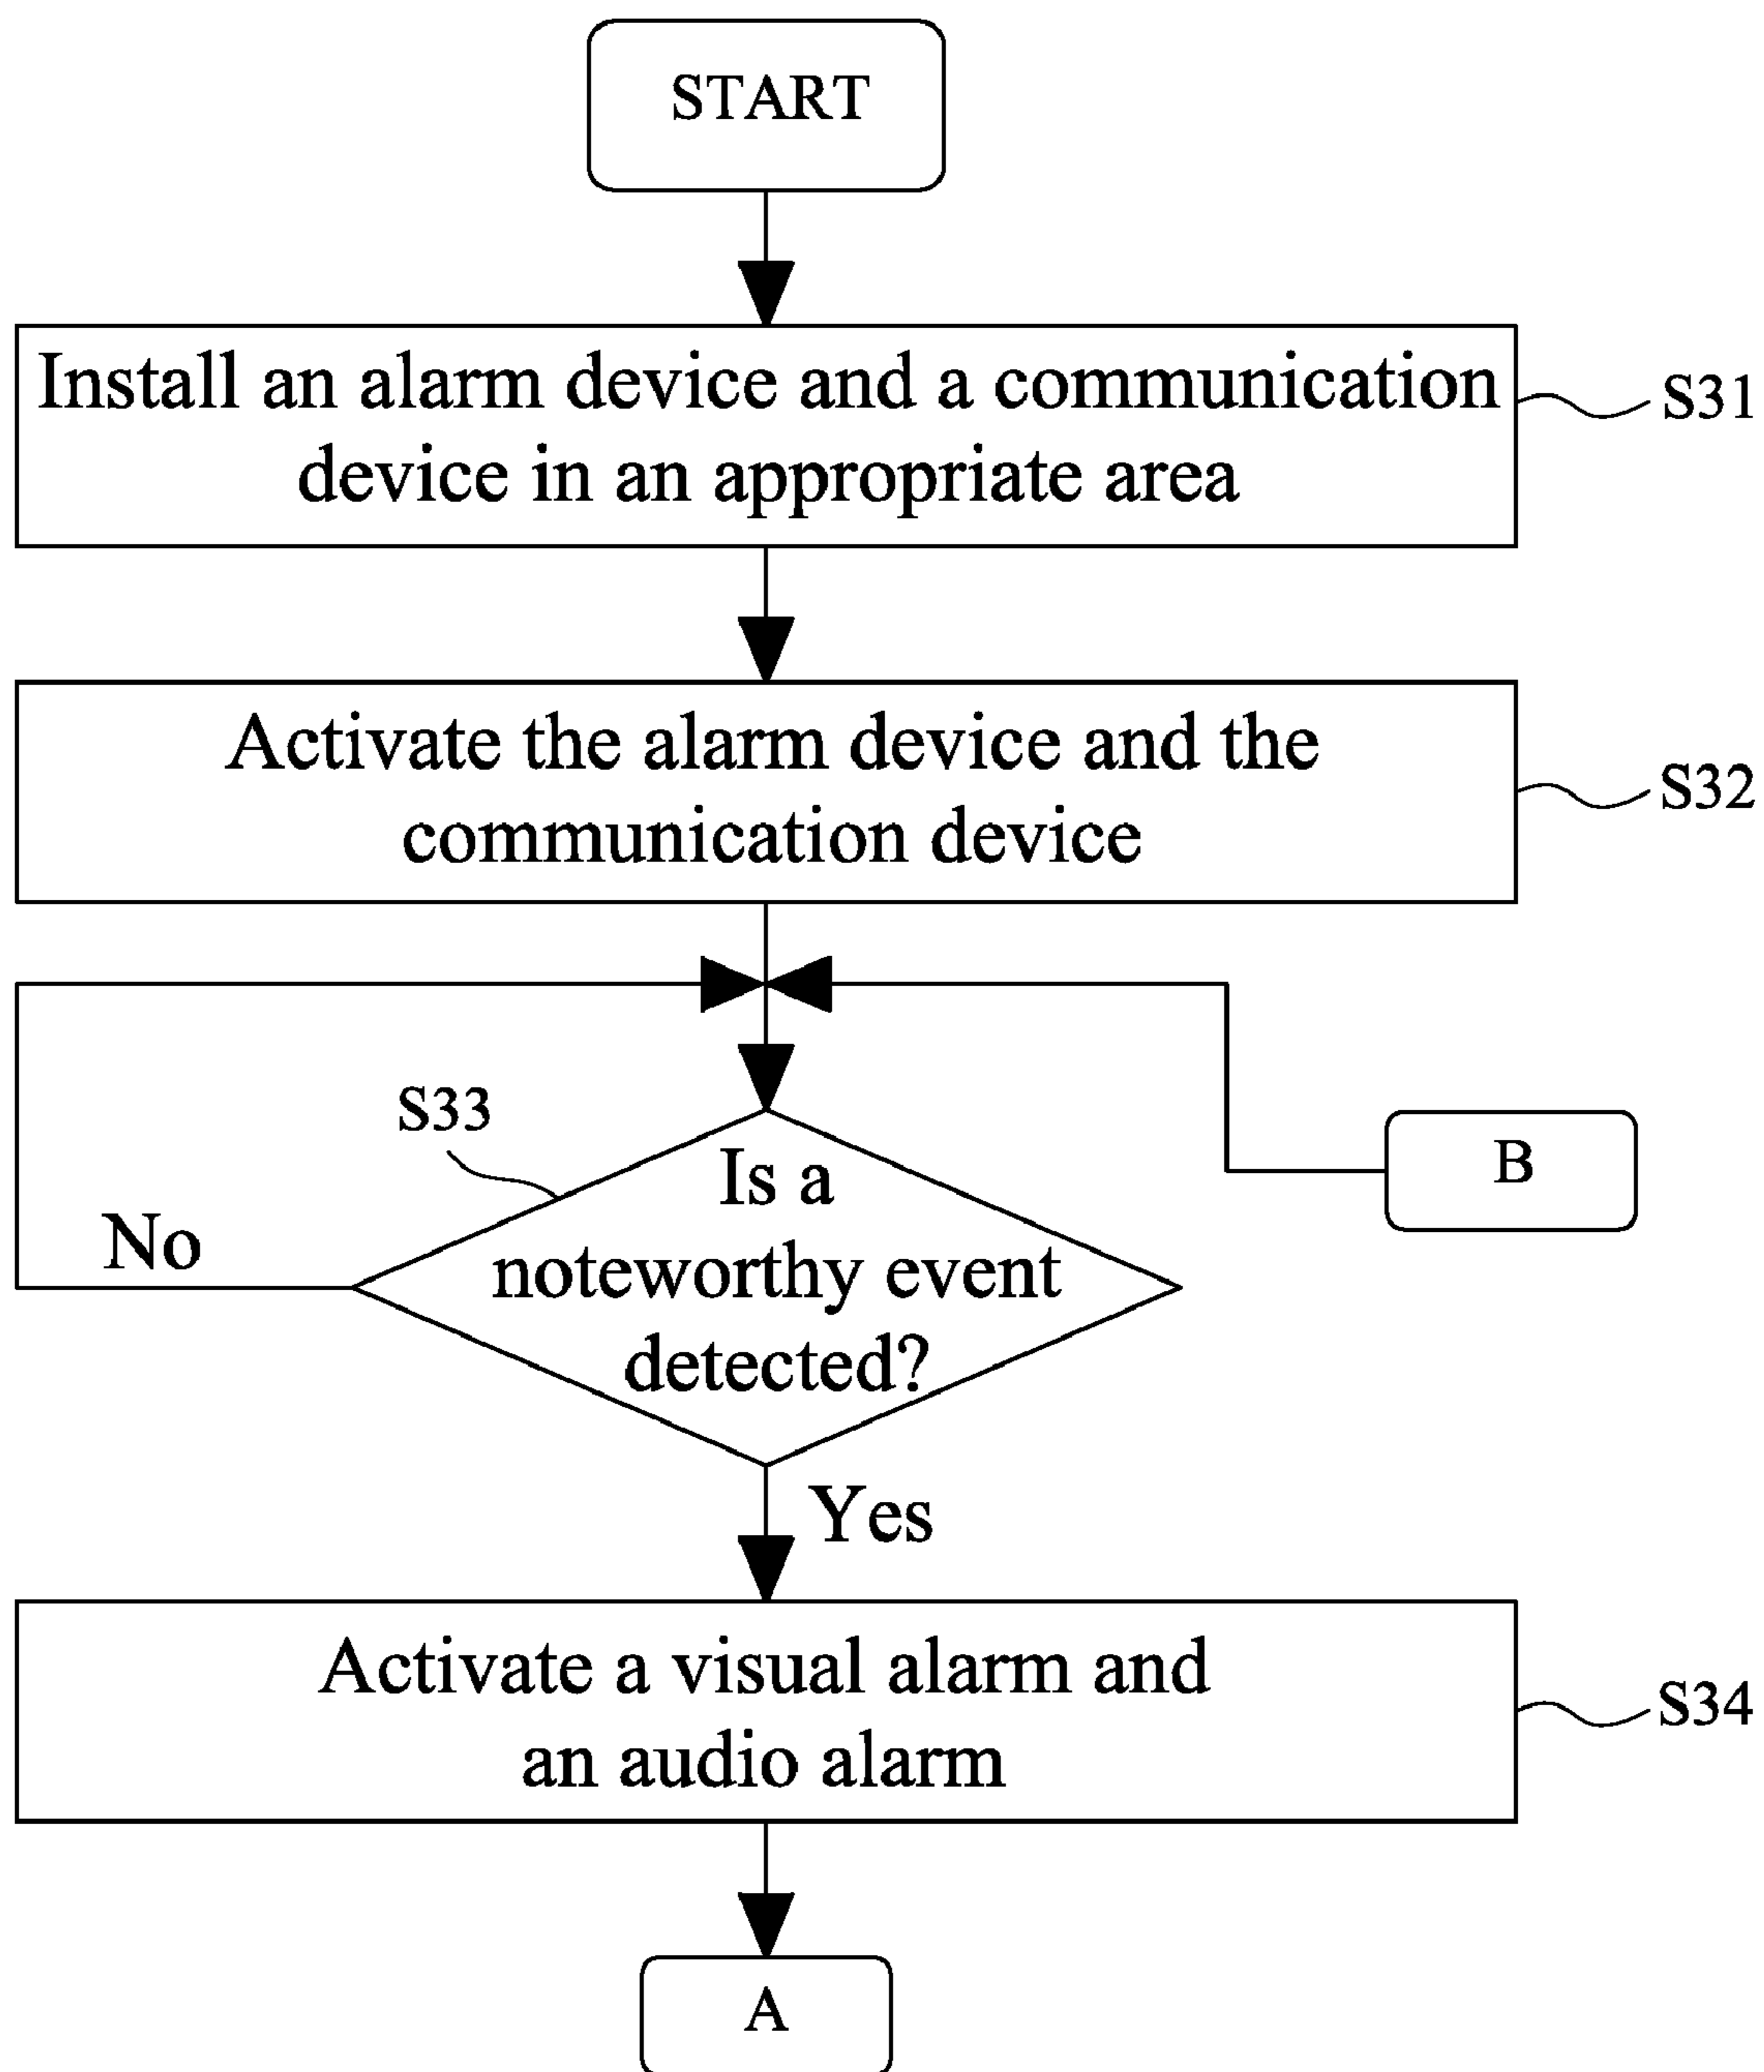 START
Install an alarm device and a communication
device in an appropriate area
S31
Activate the alarm device and the
communication device
S32
S33
Is a
noteworthy event
detected?
No
B
Yes
Activate a visual alarm and
an audio alarm
S34
A